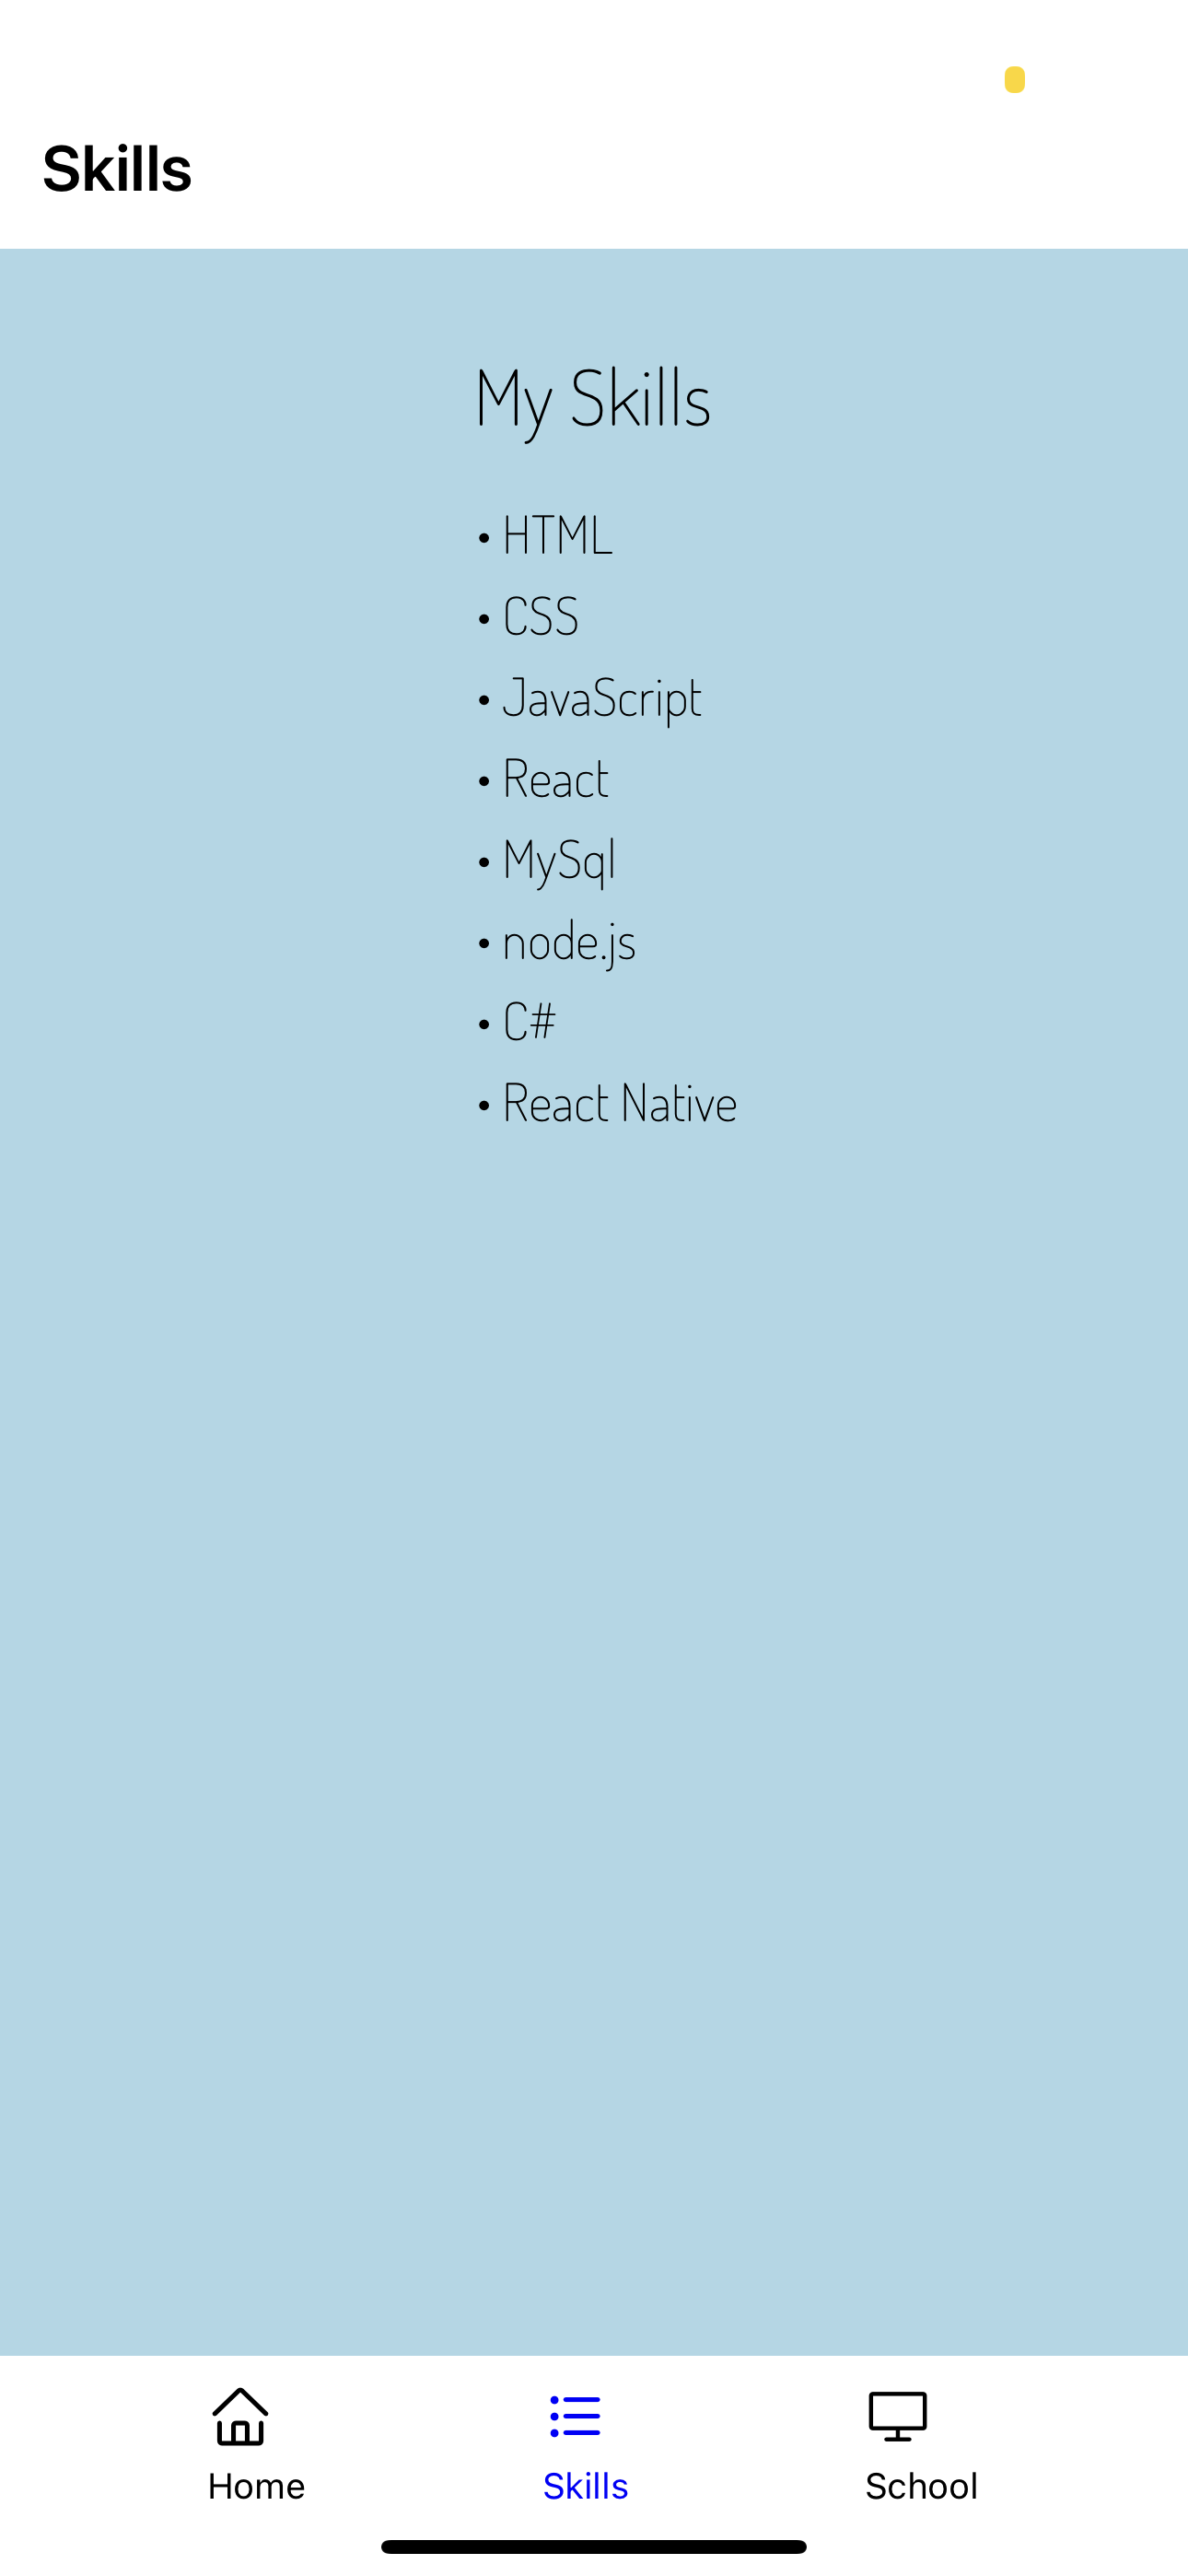 Skills
My Skills
• HTML
• CSS
• JavaScript
• React
• MySql
• node.js
• C#
• React Native
Home
Skills
School